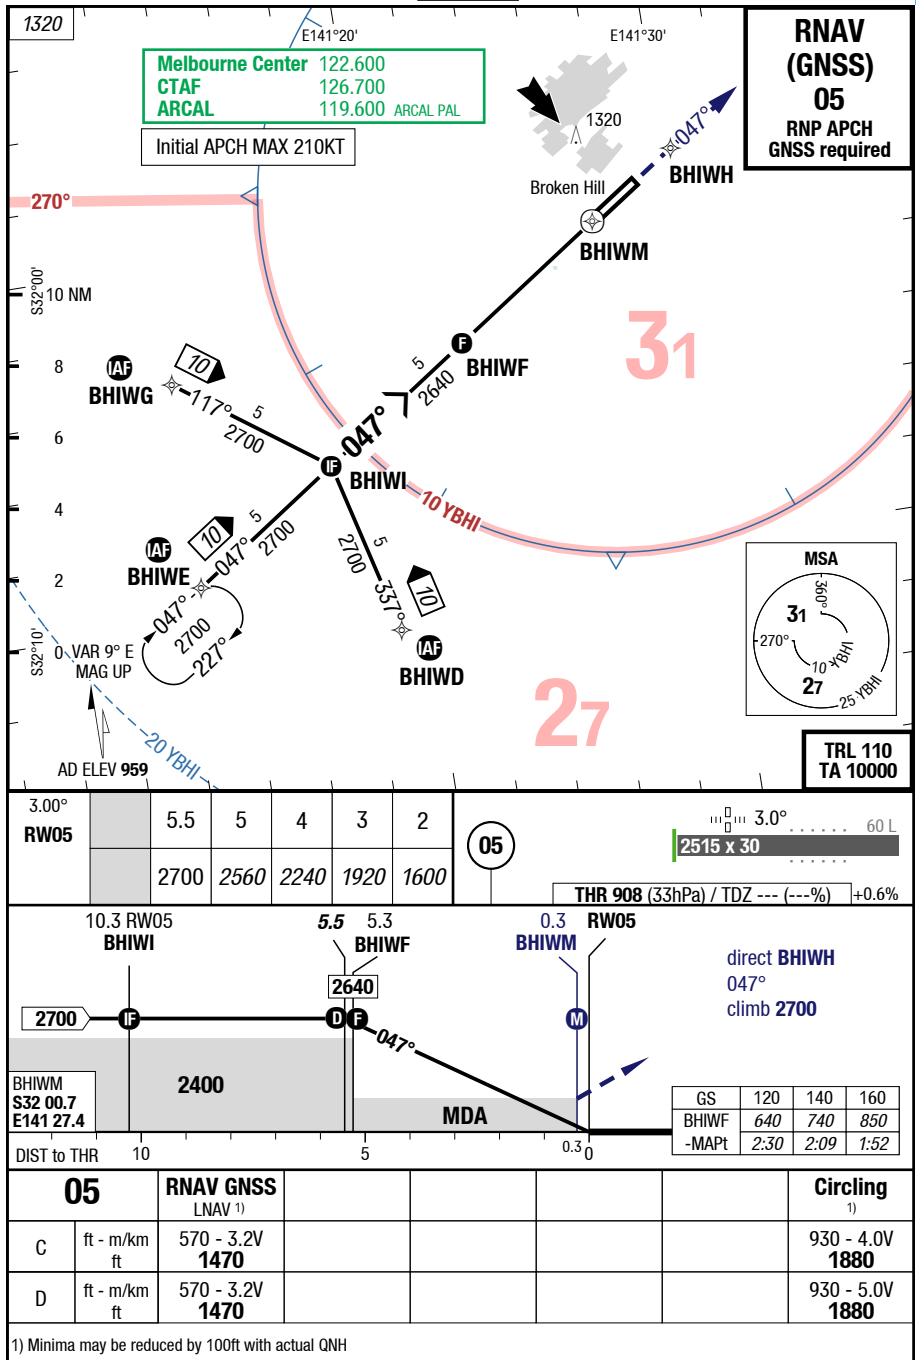 1320
E141°20'
E141°30'
RNAV
(GNSS)
05
RNP APCH
GNSS required
Melbourne Center 122.600
CTAF 126.700
ARCAL 119.600 ARCAL PAL
Initial APCH MAX 210KT
1320
047°
BHIWH
Broken Hill
270°
BHIWM
S32°00'
10 NM
31
F
BHIWF
8
IAF
BHIWG
10
117°
5
2700
5
2640
047°
6
IF
BHIWI
10 YBHI
4
10
5
047°
2700
5
2700
IAF
BHIWE
10
337°
2
MSA
360°
31
270°
10 YBHI
27
25 YBHI
047°
2700
227°
S32°10'
0
VAR 9° E
MAG UP
IAF
BHIWD
27
20 YBHI
AD ELEV 959
TRL 110
TA 10000
3.00°
RW05
5.5 5 4 3 2
2700 2560 2240 1920 1600
05
3.0°
60 L
2515 x 30
THR 908 (33hPa) / TDZ --- (---%) +0.6%
10.3 RW05
BHIWI
5.5 5.3
BHIWF
0.3
BHIWM
RW05
direct BHIWH
047°
climb 2700
2640
2700
IF
D F
M
047°
2400
MDA
BHIWM
S32 00.7
E141 27.4
GS 120 140 160
BHIWF 640 740 850
-MAPt 2:30 2:09 1:52
DIST to THR 10 5 0.3 0
05 RNAV GNSS Circling
LNAV 1) 1)
C ft - m/km 570 - 3.2V 930 - 4.0V
ft 1470 1880
D ft - m/km 570 - 3.2V 930 - 5.0V
ft 1470 1880
1) Minima may be reduced by 100ft with actual QNH